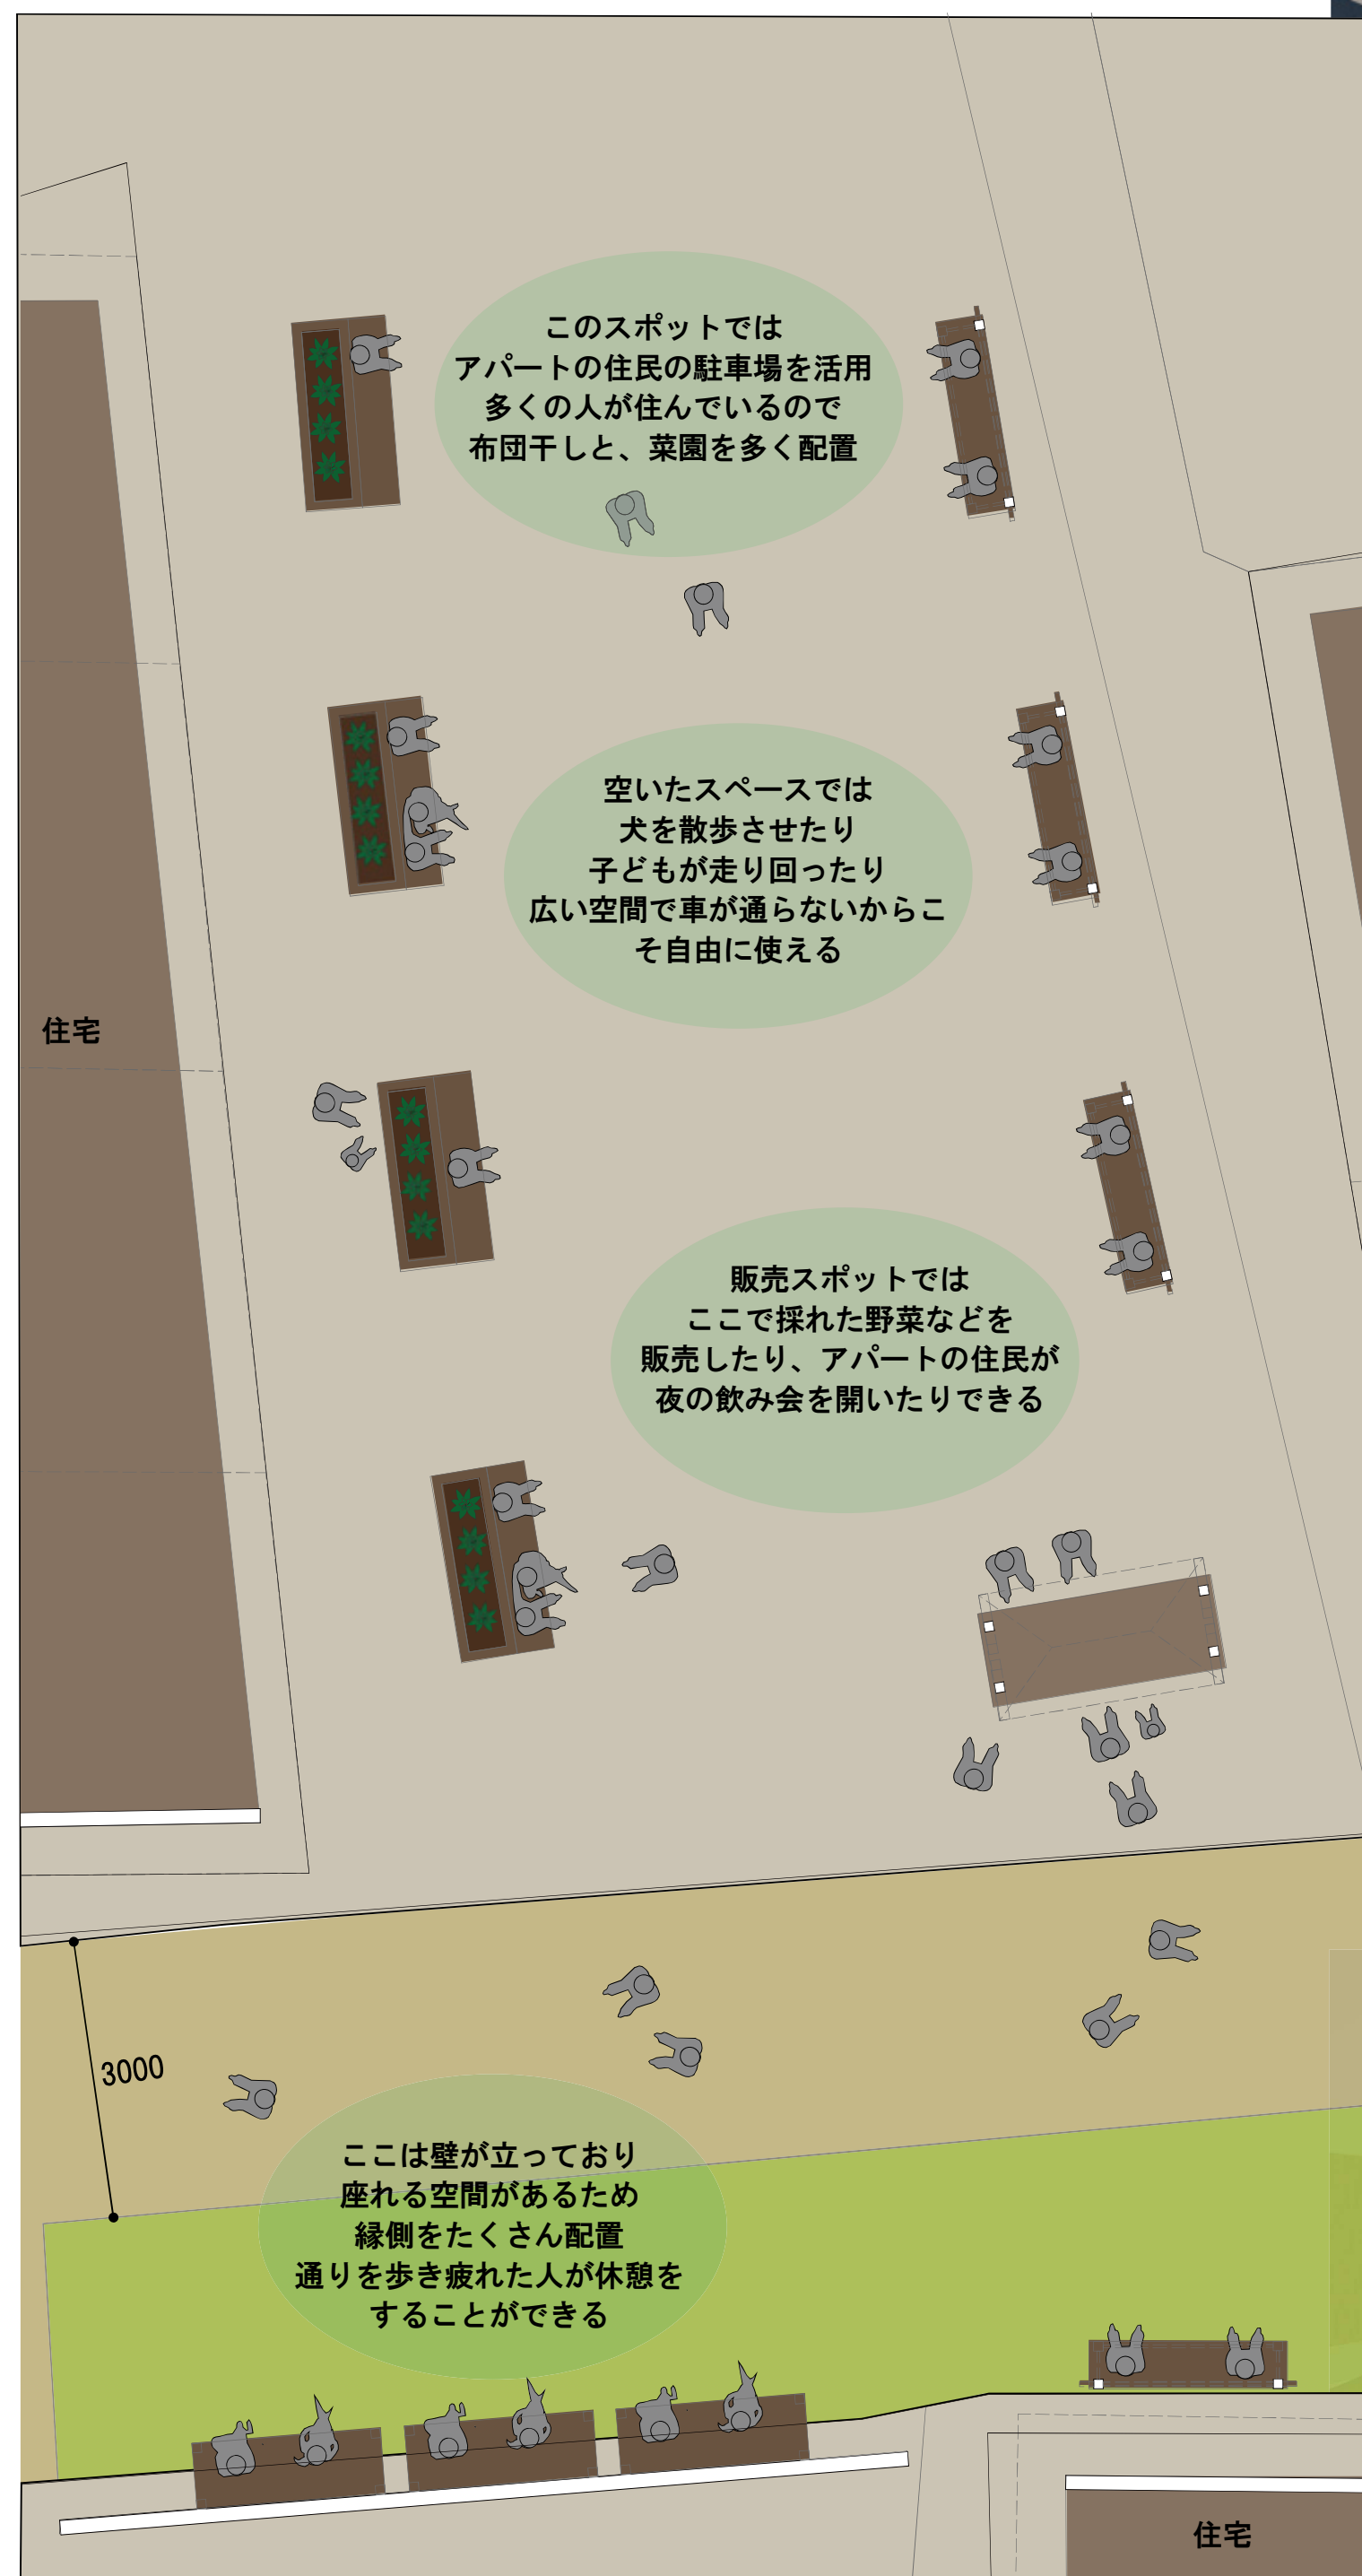 このスポットでは
アパートの住民の駐車場を活用
多くの人が住んでいるので
布団干しと、菜園を多く配置
空いたスペースでは
犬を散歩させたり
子どもが走り回ったり
広い空間で車が通らないからこ
そ自由に使える
住宅
販売スポットでは
ここで採れた野菜などを
販売したり、アパートの住民が
夜の飲み会を開いたりできる
3000
ここは壁が立っており
座れる空間があるため
縁側をたくさん配置
通りを歩き疲れた人が休憩を
することができる
住宅